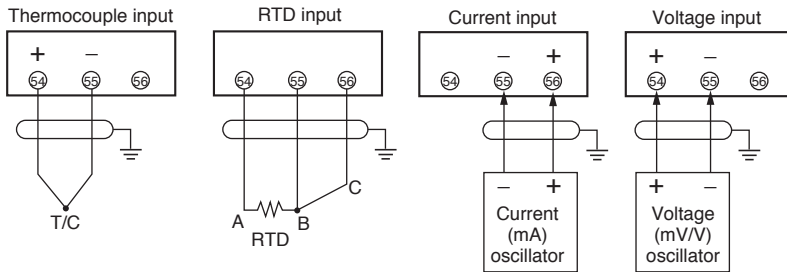 Thermocouple input
+ –
54 55 56
T/C
RTD input
54 55 56
A B C
RTD
Current input
– +
54 55 56
– +
Current
(mA)
oscillator
Voltage input
+ –
54 55 56
+ –
Voltage
(mV/V)
oscillator